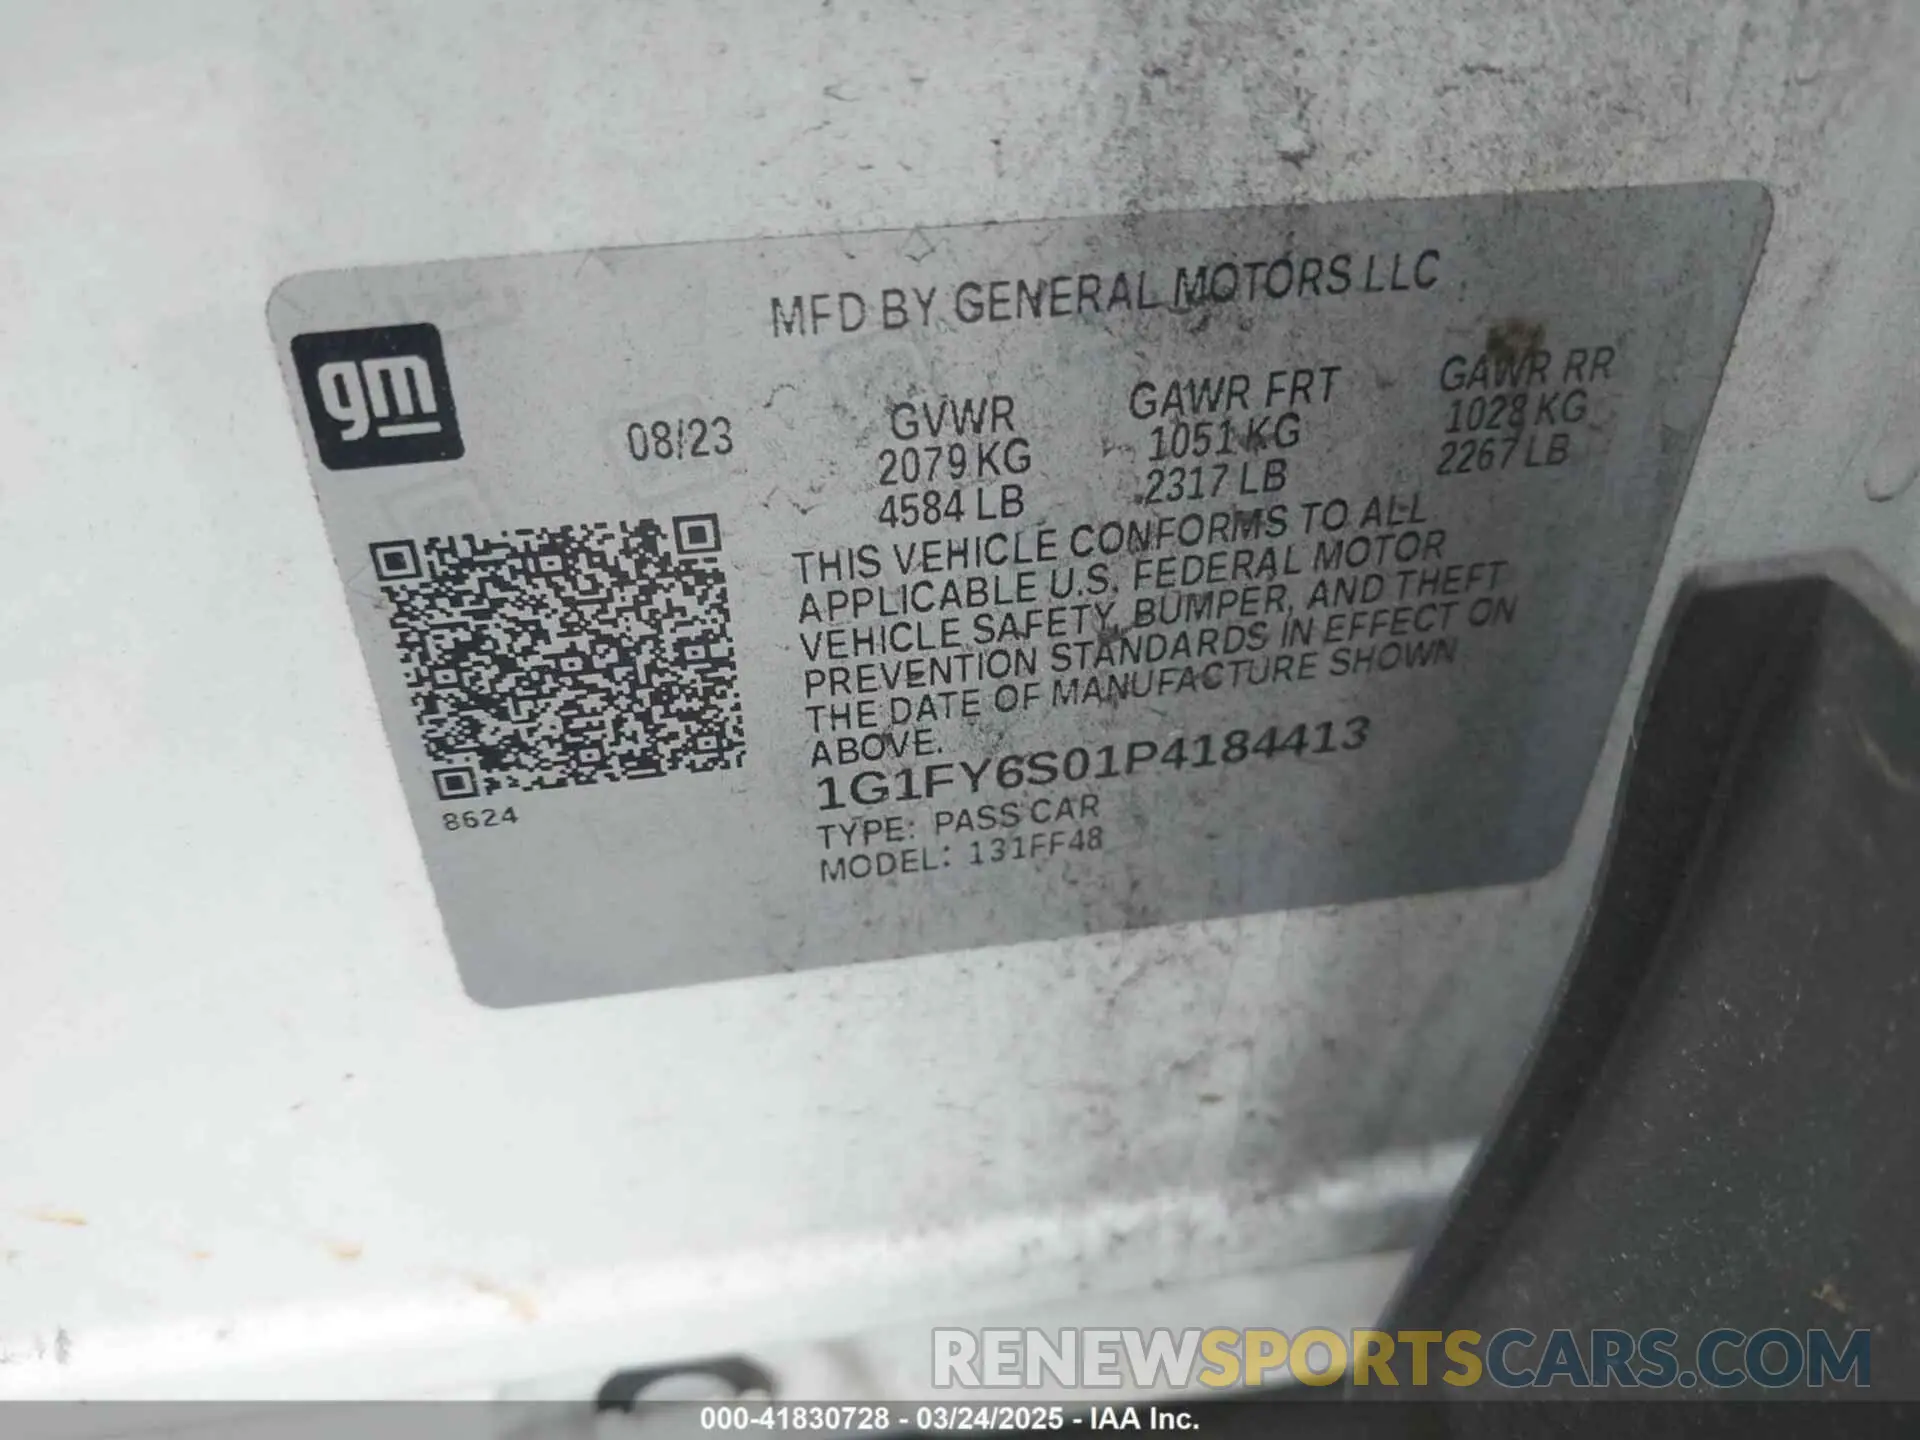 MFD BY GENERAL MOTORS LLC
gm
08/23
GVWR
2079 KG
4584 LB
GAWR FRT
1051 KG
2317 LB
GAWR RR
1028 KG
2267 LB
THIS VEHICLE CONFORMS TO ALL
APPLICABLE U.S. FEDERAL MOTOR
VEHICLE SAFETY, BUMPER, AND THEFT
PREVENTION STANDARDS IN EFFECT ON
THE DATE OF MANUFACTURE SHOWN
ABOVE.
1G1FY6S01P4184413
TYPE: PASS CAR
MODEL: 131FF48
8624
RENEWSPORTSCARS.COM
000-41830728 - 03/24/2025 - IAA Inc.